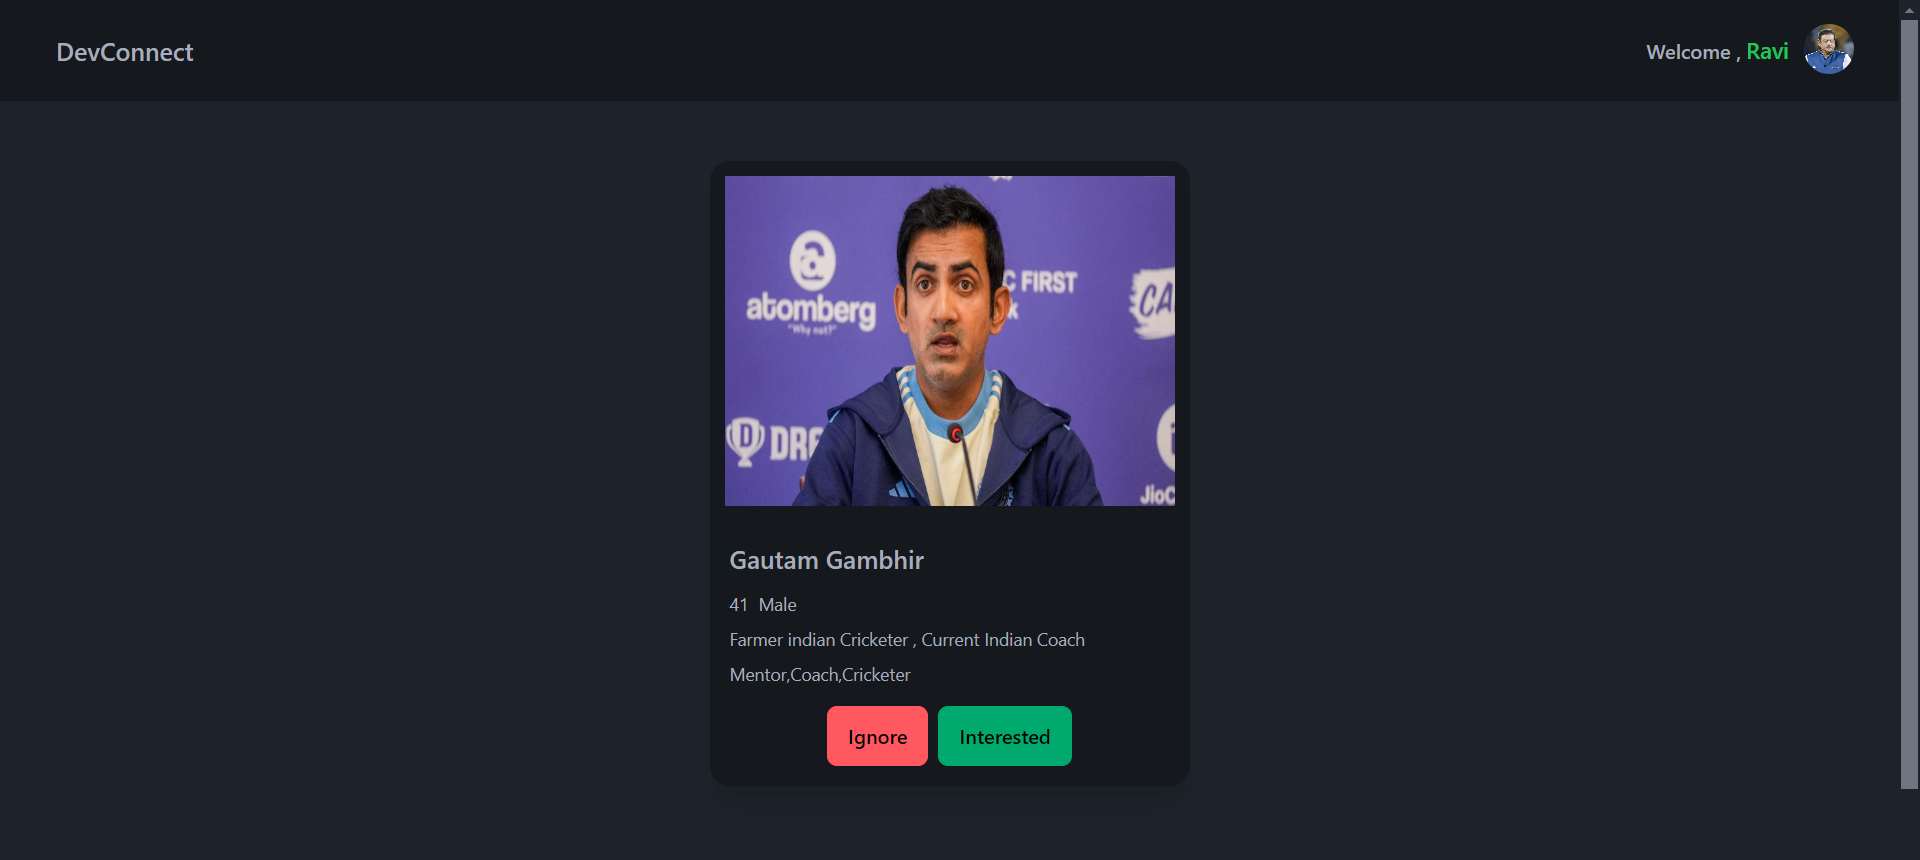 DevConnect
Welcome , Ravi
a
atomberg
"Why not?"
C FIRST
k
CA
D DRE
JioC
Gautam Gambhir
41 Male
Farmer indian Cricketer , Current Indian Coach
Mentor,Coach,Cricketer
Ignore Interested